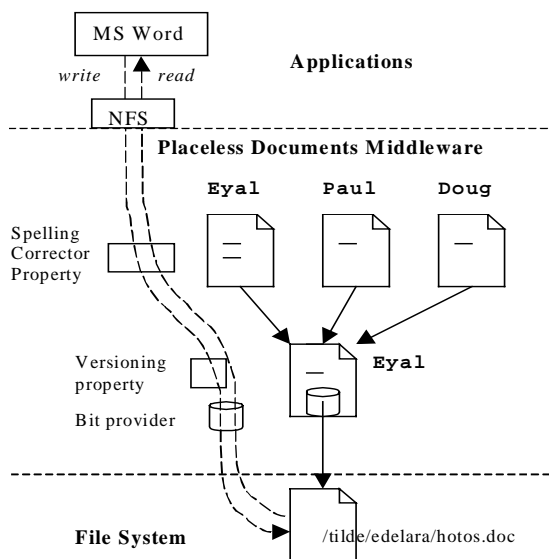 MS Word
write read
Applications
NFS
Placeless Documents Middleware
Eyal Paul Doug
Spelling
Corrector
Property
Versioning
property
Eyal
Bit provider
File System
/tilde/edelara/hotos.doc